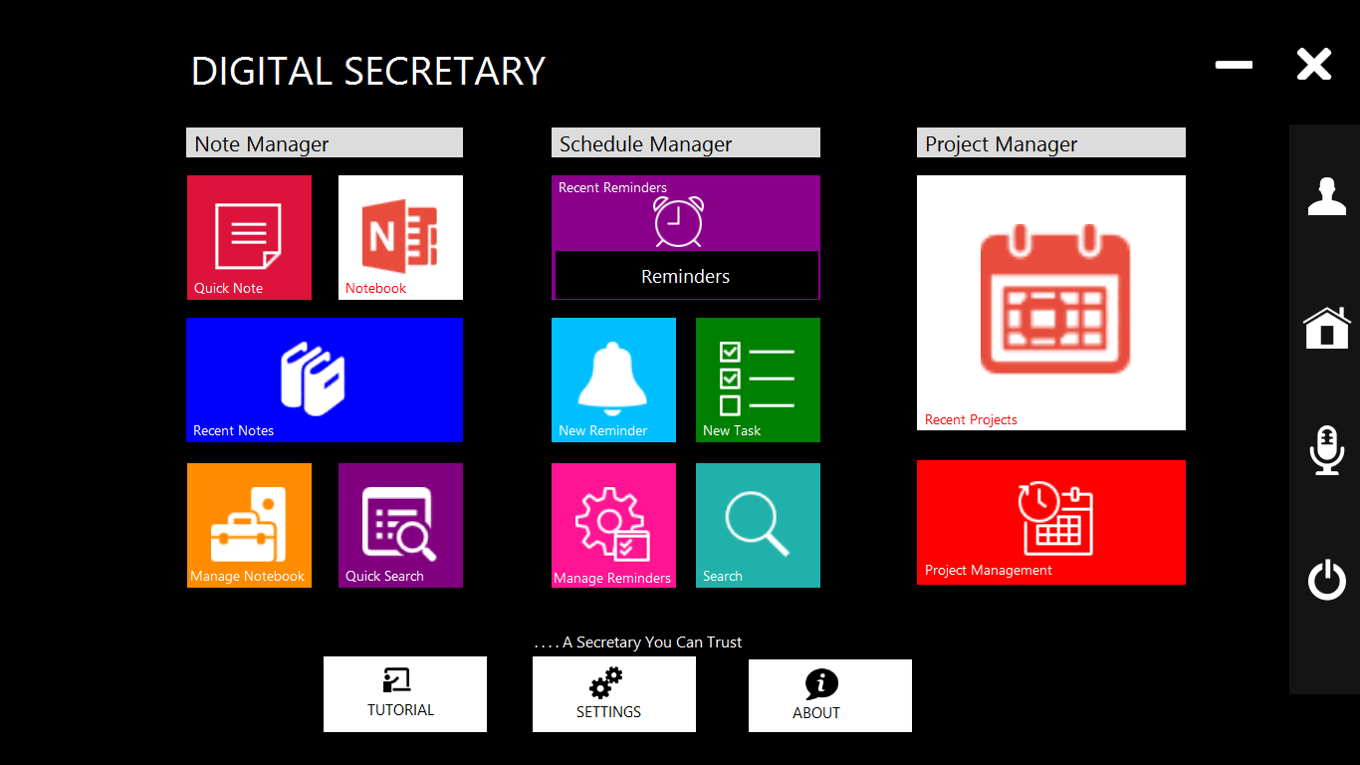 DIGITAL SECRETARY
Note Manager
Quick Note
N
Notebook
Recent Notes
Manage Notebook
Quick Search
Schedule Manager
Recent Reminders
Reminders
New Reminder
New Task
Manage Reminders
Search
Project Manager
Recent Projects
Project Management
. . . . A Secretary You Can Trust
TUTORIAL
SETTINGS
i
ABOUT